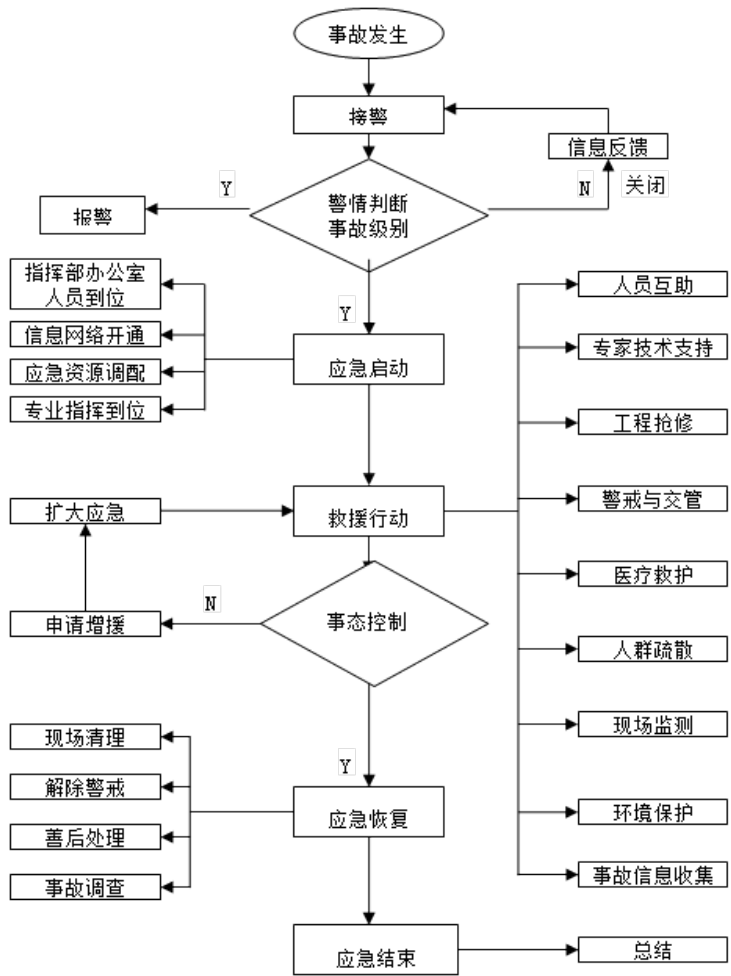 事故发生
接警
信息反馈
Y
N
关闭
警情判断
事故级别
报警
指挥部办公室
人员到位
信息网络开通
应急资源调配
专业指挥到位
Y
应急启动
人员互助
专家技术支持
工程抢修
警戒与交管
医疗救护
人群疏散
现场监测
环境保护
事故信息收集
扩大应急
救援行动
N
申请增援
事态控制
现场清理
解除警戒
善后处理
事故调查
Y
应急恢复
应急结束
总结